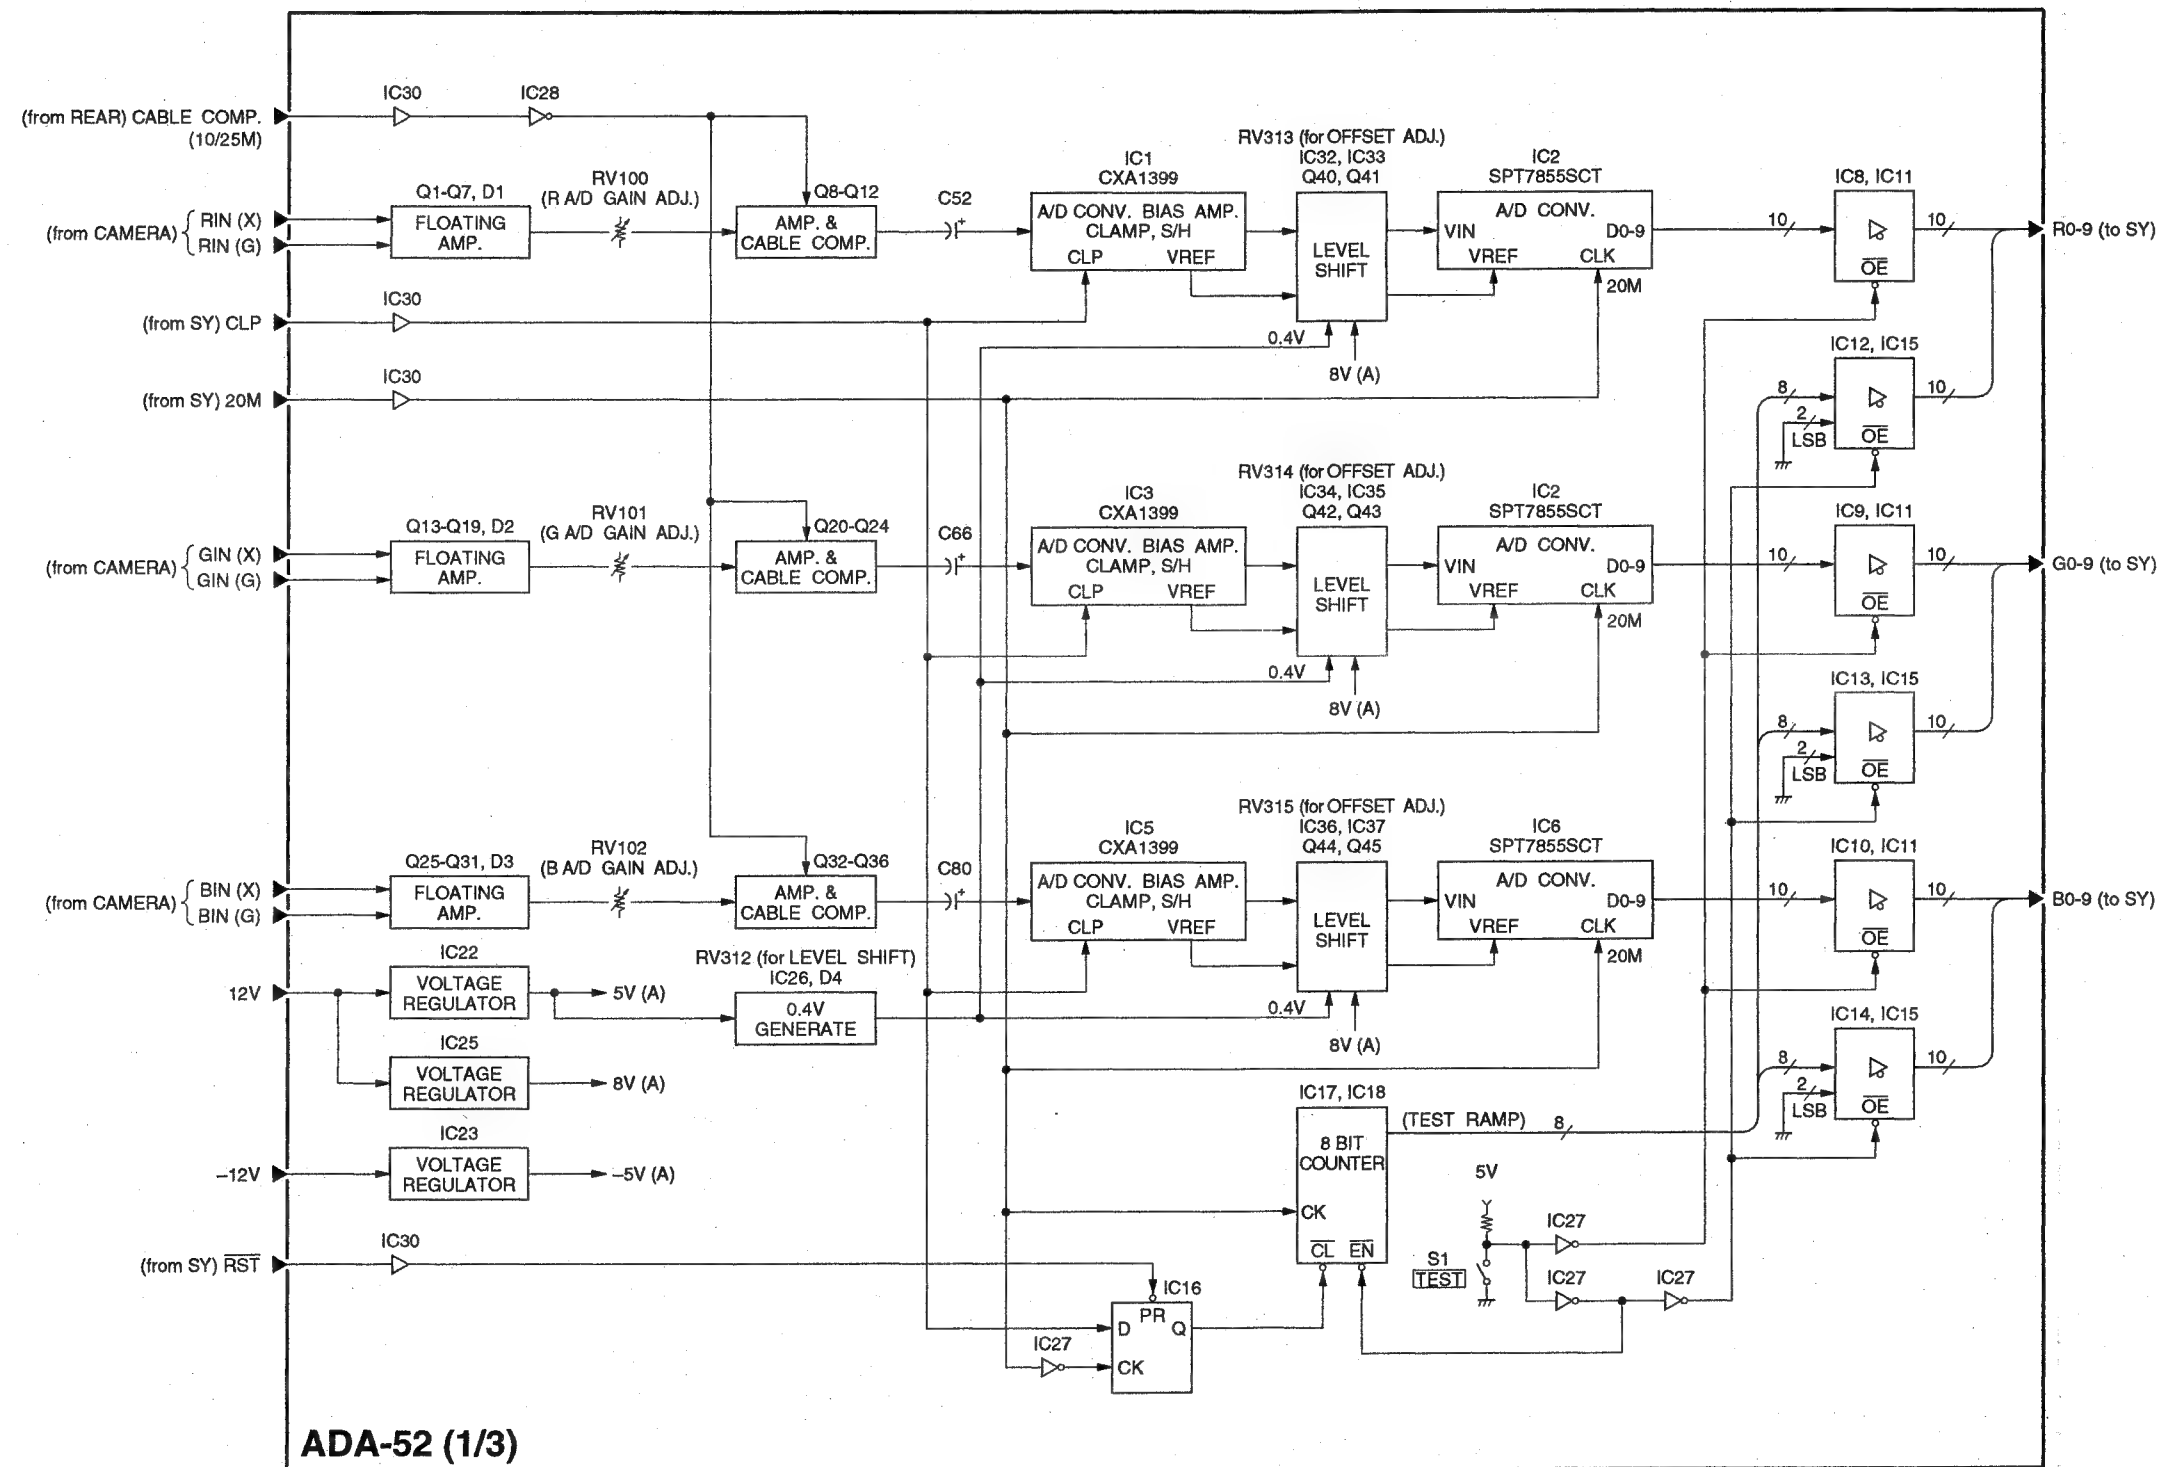 IC30
IC28
(from REAR) CABLE COMP.
(10/25M)
Q1-Q7, D1
RV100
(R A/D GAIN ADJ.)
Q8-Q12
C52
+
IC1
CXA1399
RV313 (for OFFSET ADJ.)
IC32, IC33
Q40, Q41
IC2
SPT7855SCT
IC8, IC11
(from CAMERA)
RIN (X)
RIN (G)
FLOATING
AMP.
AMP. &
CABLE COMP.
A/D CONV. BIAS AMP.
CLAMP, S/H
CLP VREF
LEVEL
SHIFT
A/D CONV.
VIN D0-9
VREF CLK
20M
10
OE
10
R0-9 (to SY)
IC30
(from SY) CLP
0.4V
8V (A)
IC12, IC15
IC30
(from SY) 20M
8
2
LSB
OE
10
Q13-Q19, D2
RV101
(G A/D GAIN ADJ.)
Q20-Q24
C66
+
IC3
CXA1399
RV314 (for OFFSET ADJ.)
IC34, IC35
Q42, Q43
IC2
SPT7855SCT
IC9, IC11
(from CAMERA)
GIN (X)
GIN (G)
FLOATING
AMP.
AMP. &
CABLE COMP.
A/D CONV. BIAS AMP.
CLAMP, S/H
CLP VREF
LEVEL
SHIFT
A/D CONV.
VIN D0-9
VREF CLK
20M
10
OE
10
G0-9 (to SY)
0.4V
8V (A)
IC13, IC15
8
2
LSB
OE
10
Q25-Q31, D3
RV102
(B A/D GAIN ADJ.)
Q32-Q36
C80
+
IC5
CXA1399
RV315 (for OFFSET ADJ.)
IC36, IC37
Q44, Q45
IC6
SPT7855SCT
IC10, IC11
(from CAMERA)
BIN (X)
BIN (G)
FLOATING
AMP.
AMP. &
CABLE COMP.
A/D CONV. BIAS AMP.
CLAMP, S/H
CLP VREF
LEVEL
SHIFT
A/D CONV.
VIN D0-9
VREF CLK
20M
10
OE
10
B0-9 (to SY)
IC22
12V
VOLTAGE
REGULATOR
5V (A)
RV312 (for LEVEL SHIFT)
IC26, D4
0.4V
GENERATE
0.4V
8V (A)
IC14, IC15
8
2
LSB
OE
10
IC25
VOLTAGE
REGULATOR
8V (A)
IC23
–12V
VOLTAGE
REGULATOR
–5V (A)
IC17, IC18
8 BIT
COUNTER
CK
CL EN
(TEST RAMP) 8
5V
S1
TEST
IC27
IC27
IC27
IC30
(from SY) RST
IC16
PR
D Q
CK
IC27
ADA-52 (1/3)